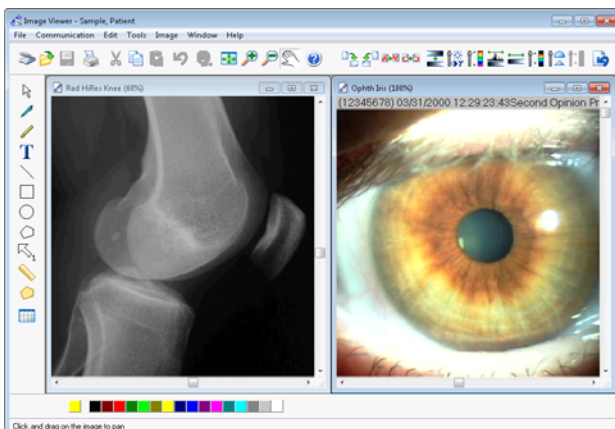 Image Viewer - Sample, Patient
File Communication Edit Tools Image Window Help
Rad HiRes Knee (60%)
Ophth Iris (100%)
(12345678) 03/31/2000 12:29:23:43Second Opinion Pr
T
Click and drag on the image to pan